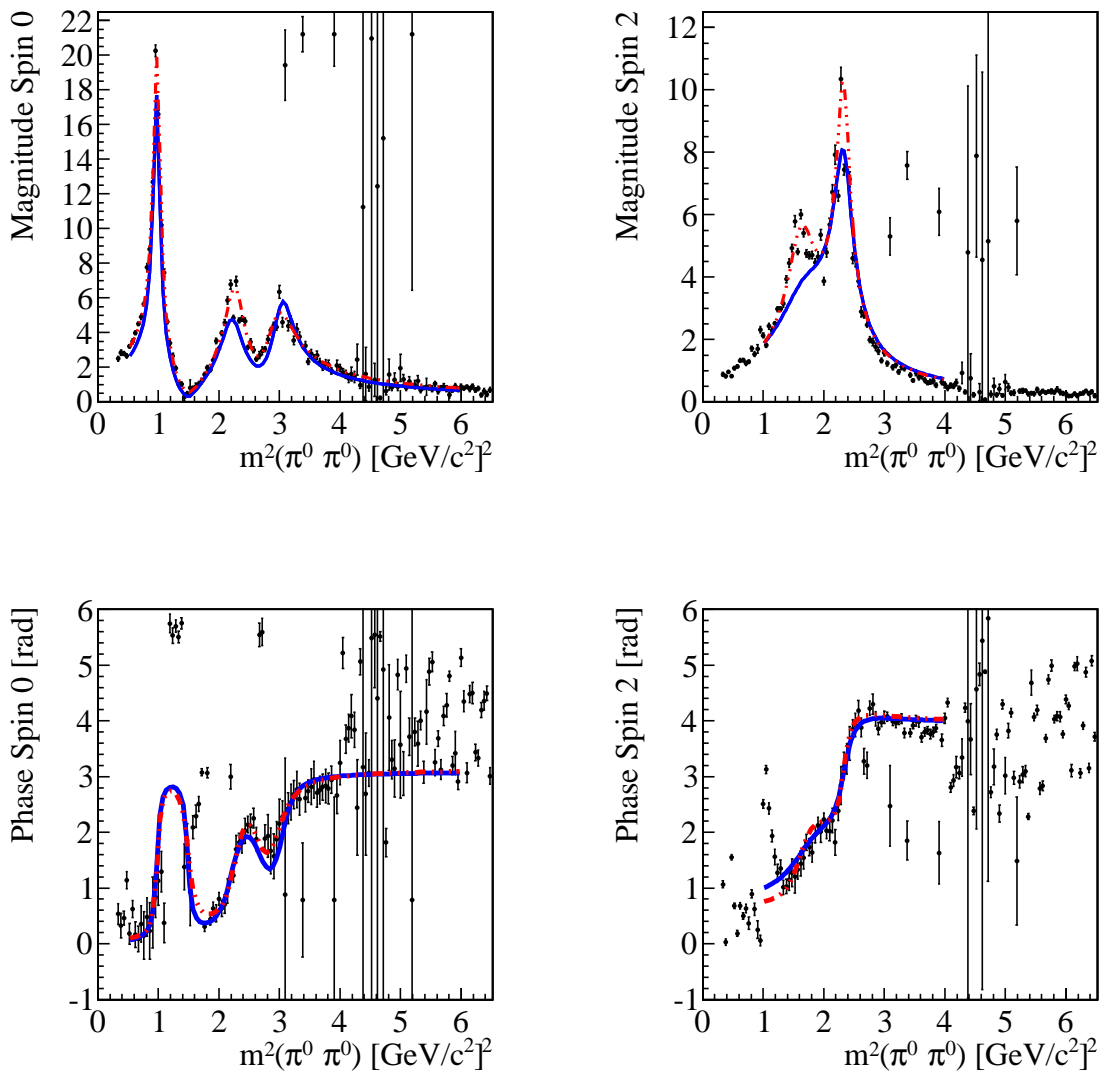 Magnitude Spin 0
22
20
18
16
14
12
10
8
6
4
2
0
0 1 2 3 4 5 6
m²(π⁰ π⁰) [GeV/c²]²
Magnitude Spin 2
12
10
8
6
4
2
0
0 1 2 3 4 5 6
m²(π⁰ π⁰) [GeV/c²]²
Phase Spin 0 [rad]
6
5
4
3
2
1
0
-1
0 1 2 3 4 5 6
m²(π⁰ π⁰) [GeV/c²]²
Phase Spin 2 [rad]
6
5
4
3
2
1
0
-1
0 1 2 3 4 5 6
m²(π⁰ π⁰) [GeV/c²]²